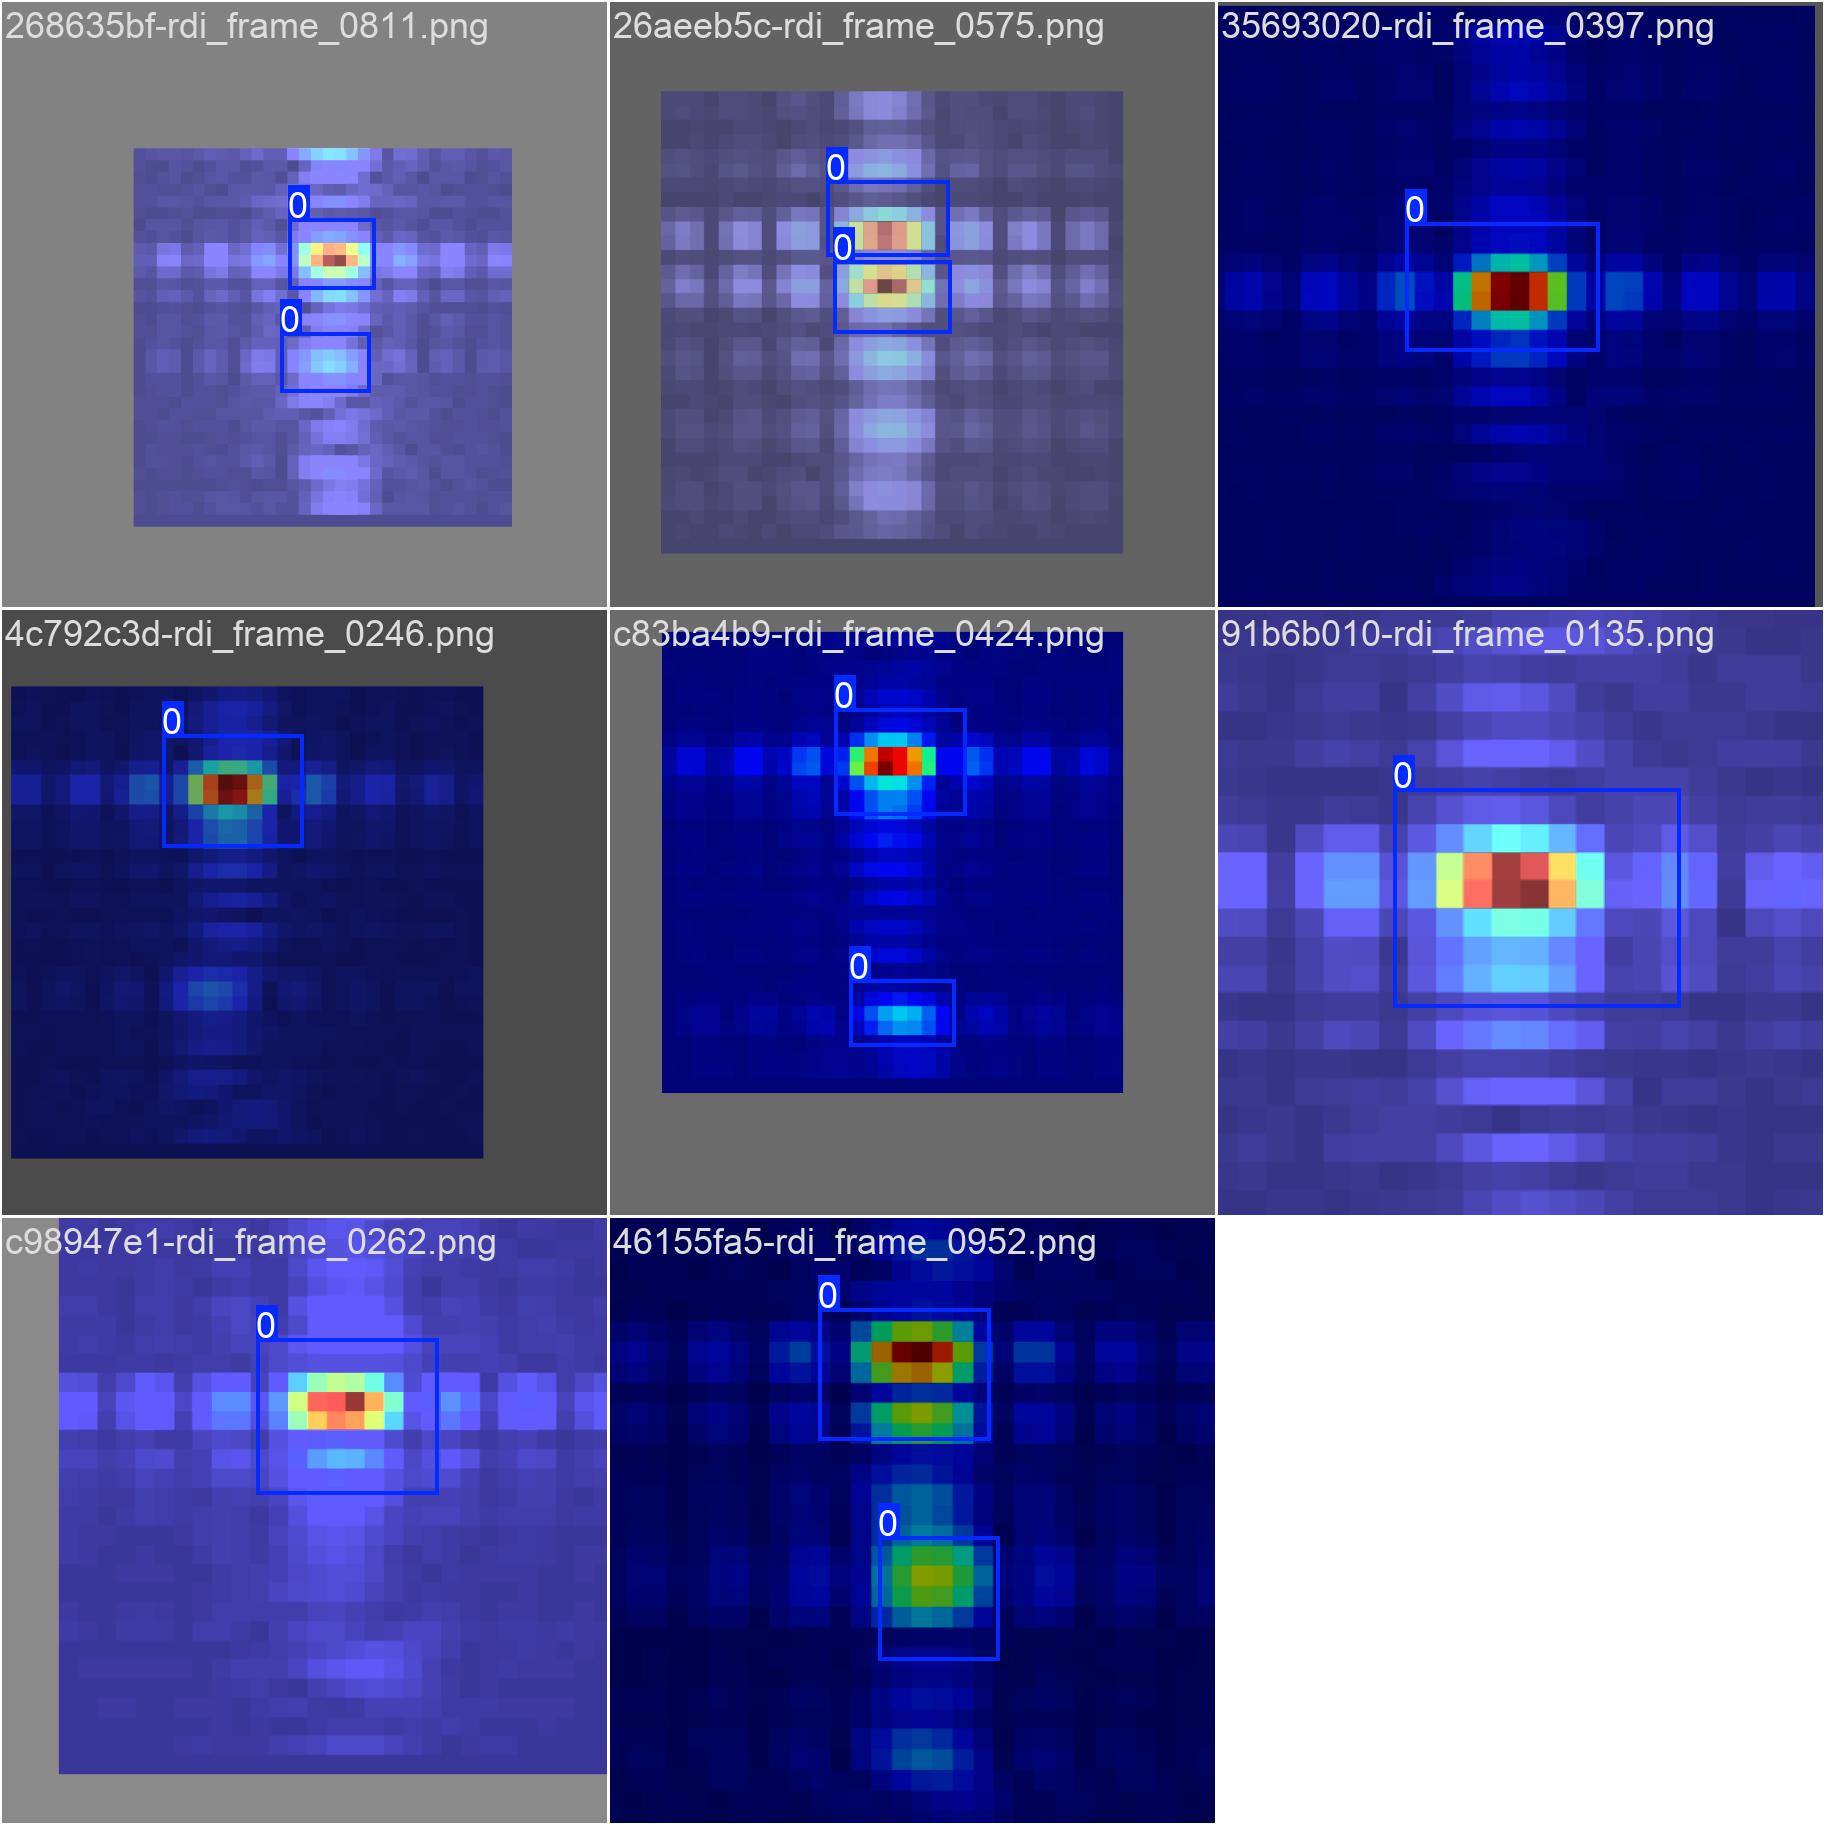 268635bf-rdi_frame_0811.png
0
0
26aeeb5c-rdi_frame_0575.png
0
0
35693020-rdi_frame_0397.png
0
4c792c3d-rdi_frame_0246.png
0
c83ba4b9-rdi_frame_0424.png
0
0
91b6b010-rdi_frame_0135.png
0
c98947e1-rdi_frame_0262.png
0
46155fa5-rdi_frame_0952.png
0
0